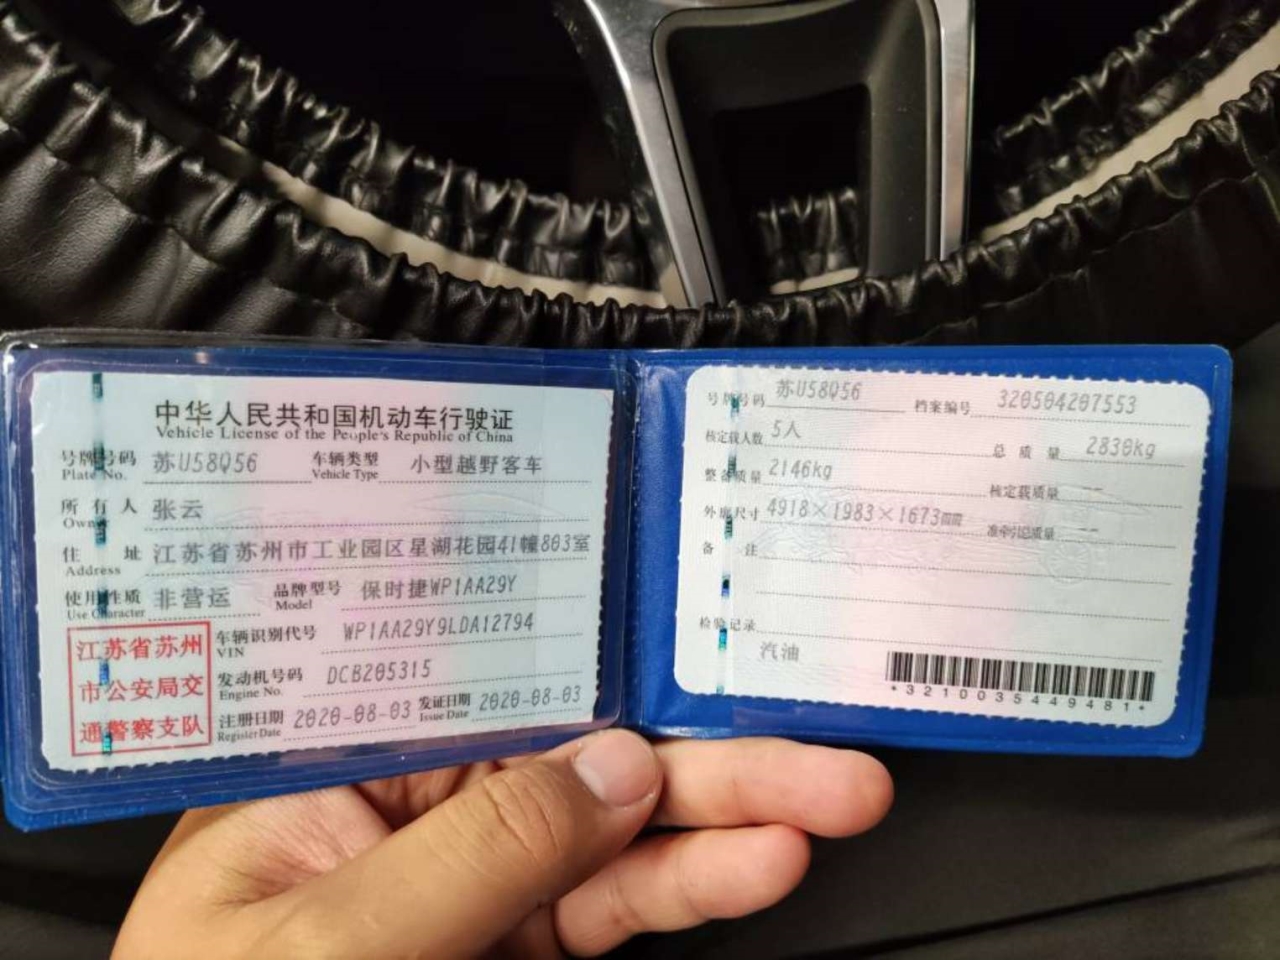 中华人民共和国机动车行驶证
Vehicle License of the People's Republic of China
号牌号码 苏U58Q56 车辆类型 小型越野客车
Plate No. Vehicle Type
所有人 张云
Owner
住址 江苏省苏州市工业园区星湖花园41幢803室
Address
使用性质 非营运 品牌型号 保时捷WP1AA29Y
Use Character Model
江苏省苏州
市公安局交
通警察支队
车辆识别代号 WP1AA29Y9LDA12794
VIN
发动机号码 DCB205315
Engine No.
注册日期 2020-08-03 发证日期 2020-08-03
Register Date Issue Date
号牌号码 苏U58Q56 档案编号 320504207553
核定载人数 5人 总质量 2830kg
整备质量 2146kg 核定载质量 --
外廓尺寸 4918×1983×1673mm 准牵引总质量 --
备注
检验记录
汽油
*3210035449481*